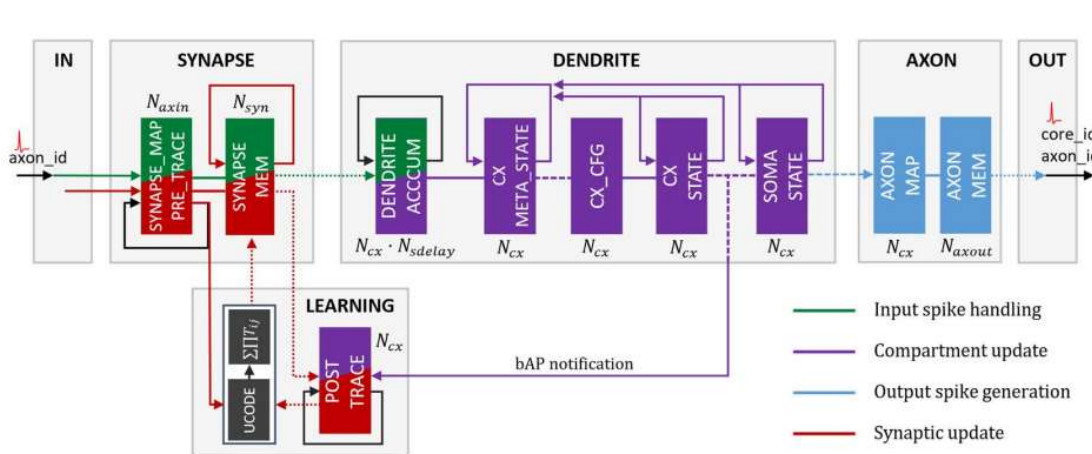 IN
SYNAPSE
DENDRITE
AXON
OUT
N_axin
N_syn
axon_id
SYNAPSE_MAP
PRE_TRACE
SYNAPSE
MEM
DENDRITE
ACCCUM
CX
META_STATE
CX_CFG
CX
STATE
SOMA
STATE
AXON
MAP
AXON
MEM
core_id
axon_id
N_cx · N_sdelay
N_cx
N_cx
N_cx
N_cx
N_cx
N_axout
LEARNING
N_cx
UCODE
ΣΠT_ij
POST
TRACE
bAP notification
Input spike handling
Compartment update
Output spike generation
Synaptic update